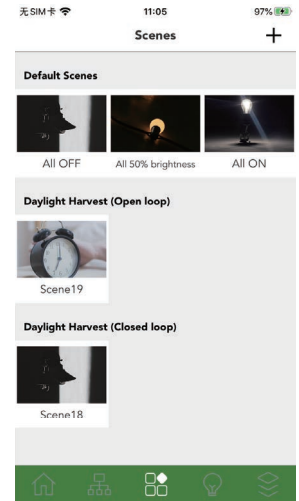 无SIM卡 11:05 97%
Scenes +
Default Scenes
All OFF All 50% brightness All ON
Daylight Harvest (Open loop)
Scene19
Daylight Harvest (Closed loop)
Scene18